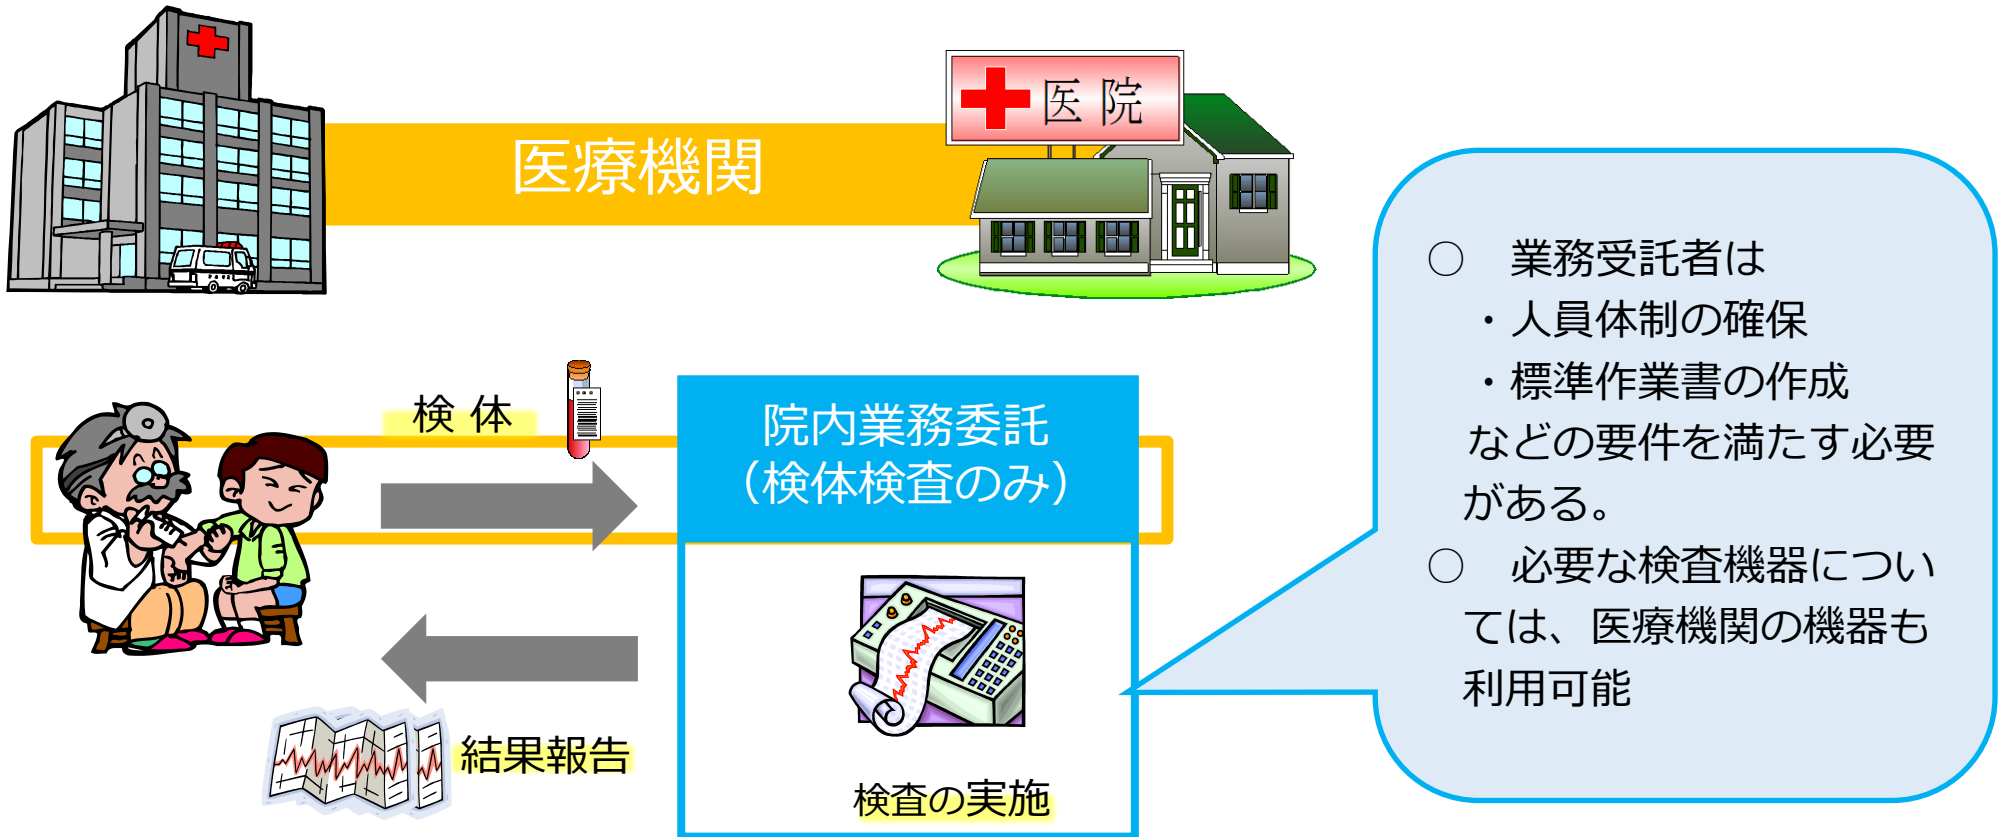 医院
医療機関
検 体
院内業務委託
（検体検査のみ）
結果報告
検査の実施
○　業務受託者は
・人員体制の確保
・標準作業書の作成
などの要件を満たす必要
がある。
○　必要な検査機器につい
ては、医療機関の機器も
利用可能